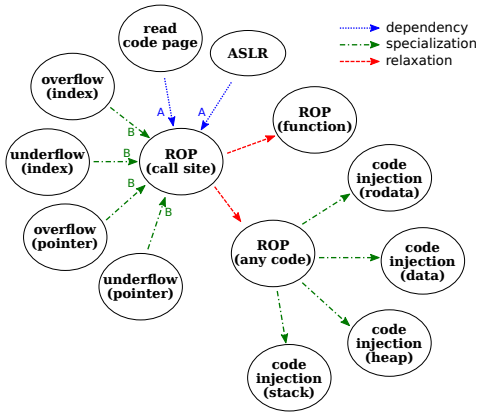 read
code page
ASLR
dependency
specialization
relaxation
overflow
(index)
A
A
ROP
(function)
B
underflow
(index)
B
ROP
(call site)
code
injection
(rodata)
B
overflow
(pointer)
B
ROP
(any code)
code
injection
(data)
underflow
(pointer)
code
injection
(heap)
code
injection
(stack)